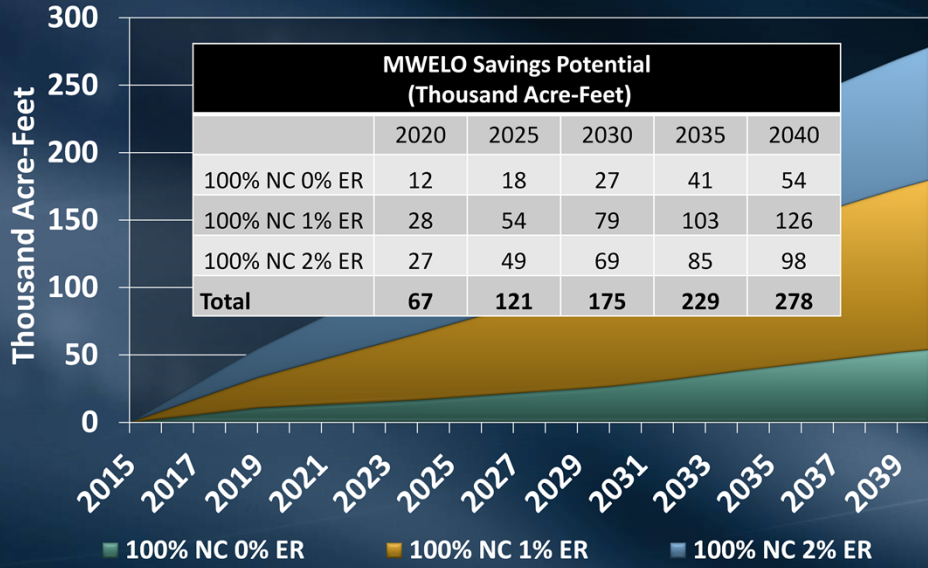 300
250
200
150
100
50
0
Thousand Acre-Feet
MWELO Savings Potential
(Thousand Acre-Feet)
2020 2025 2030 2035 2040
100% NC 0% ER 12 18 27 41 54
100% NC 1% ER 28 54 79 103 126
100% NC 2% ER 27 49 69 85 98
Total 67 121 175 229 278
2015 2017 2019 2021 2023 2025 2027 2029 2031 2033 2035 2037 2039
100% NC 0% ER 100% NC 1% ER 100% NC 2% ER